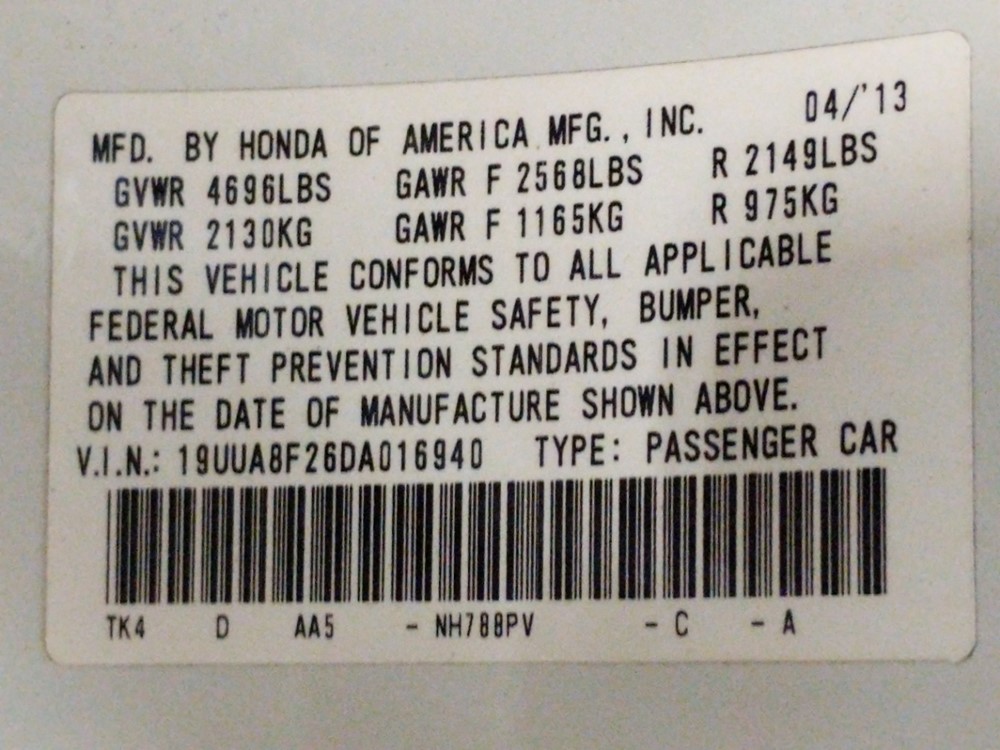 MFD. BY HONDA OF AMERICA MFG., INC. 04/'13
GVWR 4696LBS GAWR F 2568LBS R 2149LBS
GVWR 2130KG GAWR F 1165KG R 975KG
THIS VEHICLE CONFORMS TO ALL APPLICABLE
FEDERAL MOTOR VEHICLE SAFETY, BUMPER,
AND THEFT PREVENTION STANDARDS IN EFFECT
ON THE DATE OF MANUFACTURE SHOWN ABOVE.
V.I.N.: 19UUA8F26DA016940 TYPE: PASSENGER CAR
TK4 D AA5 - NH788PV - C - A